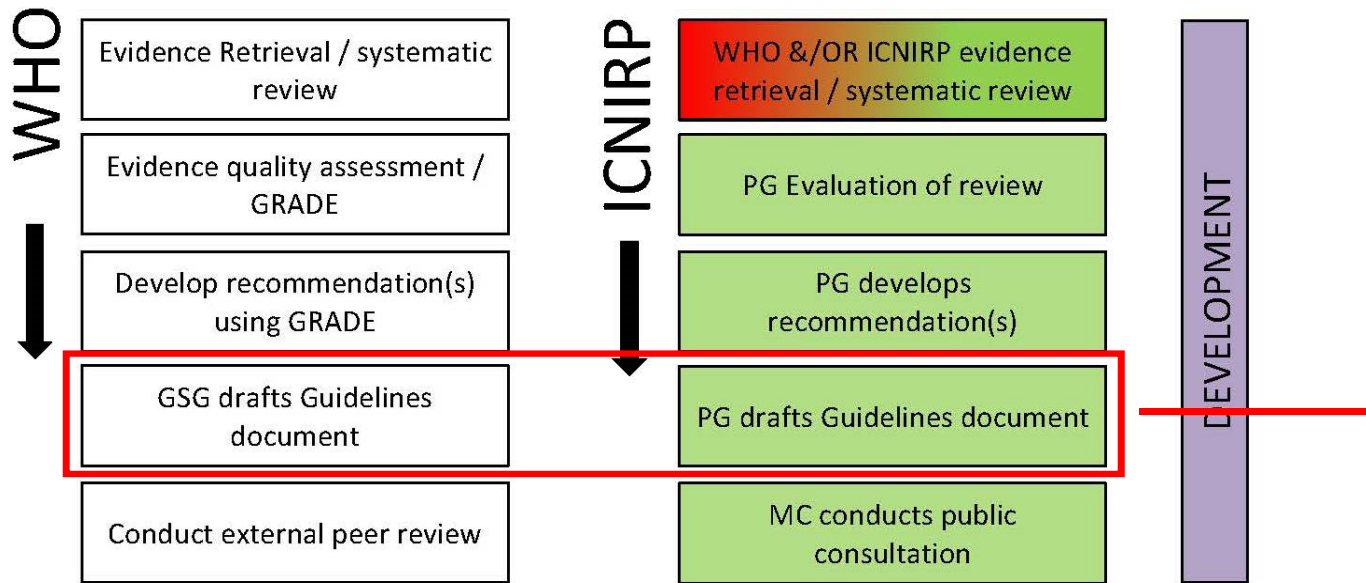 WHO
Evidence Retrieval / systematic
review
Evidence quality assessment /
GRADE
Develop recommendation(s)
using GRADE
GSG drafts Guidelines
document
Conduct external peer review
ICNIRP
WHO &/OR ICNIRP evidence
retrieval / systematic review
PG Evaluation of review
PG develops
recommendation(s)
PG drafts Guidelines document
MC conducts public
consultation
DEVELOPMENT